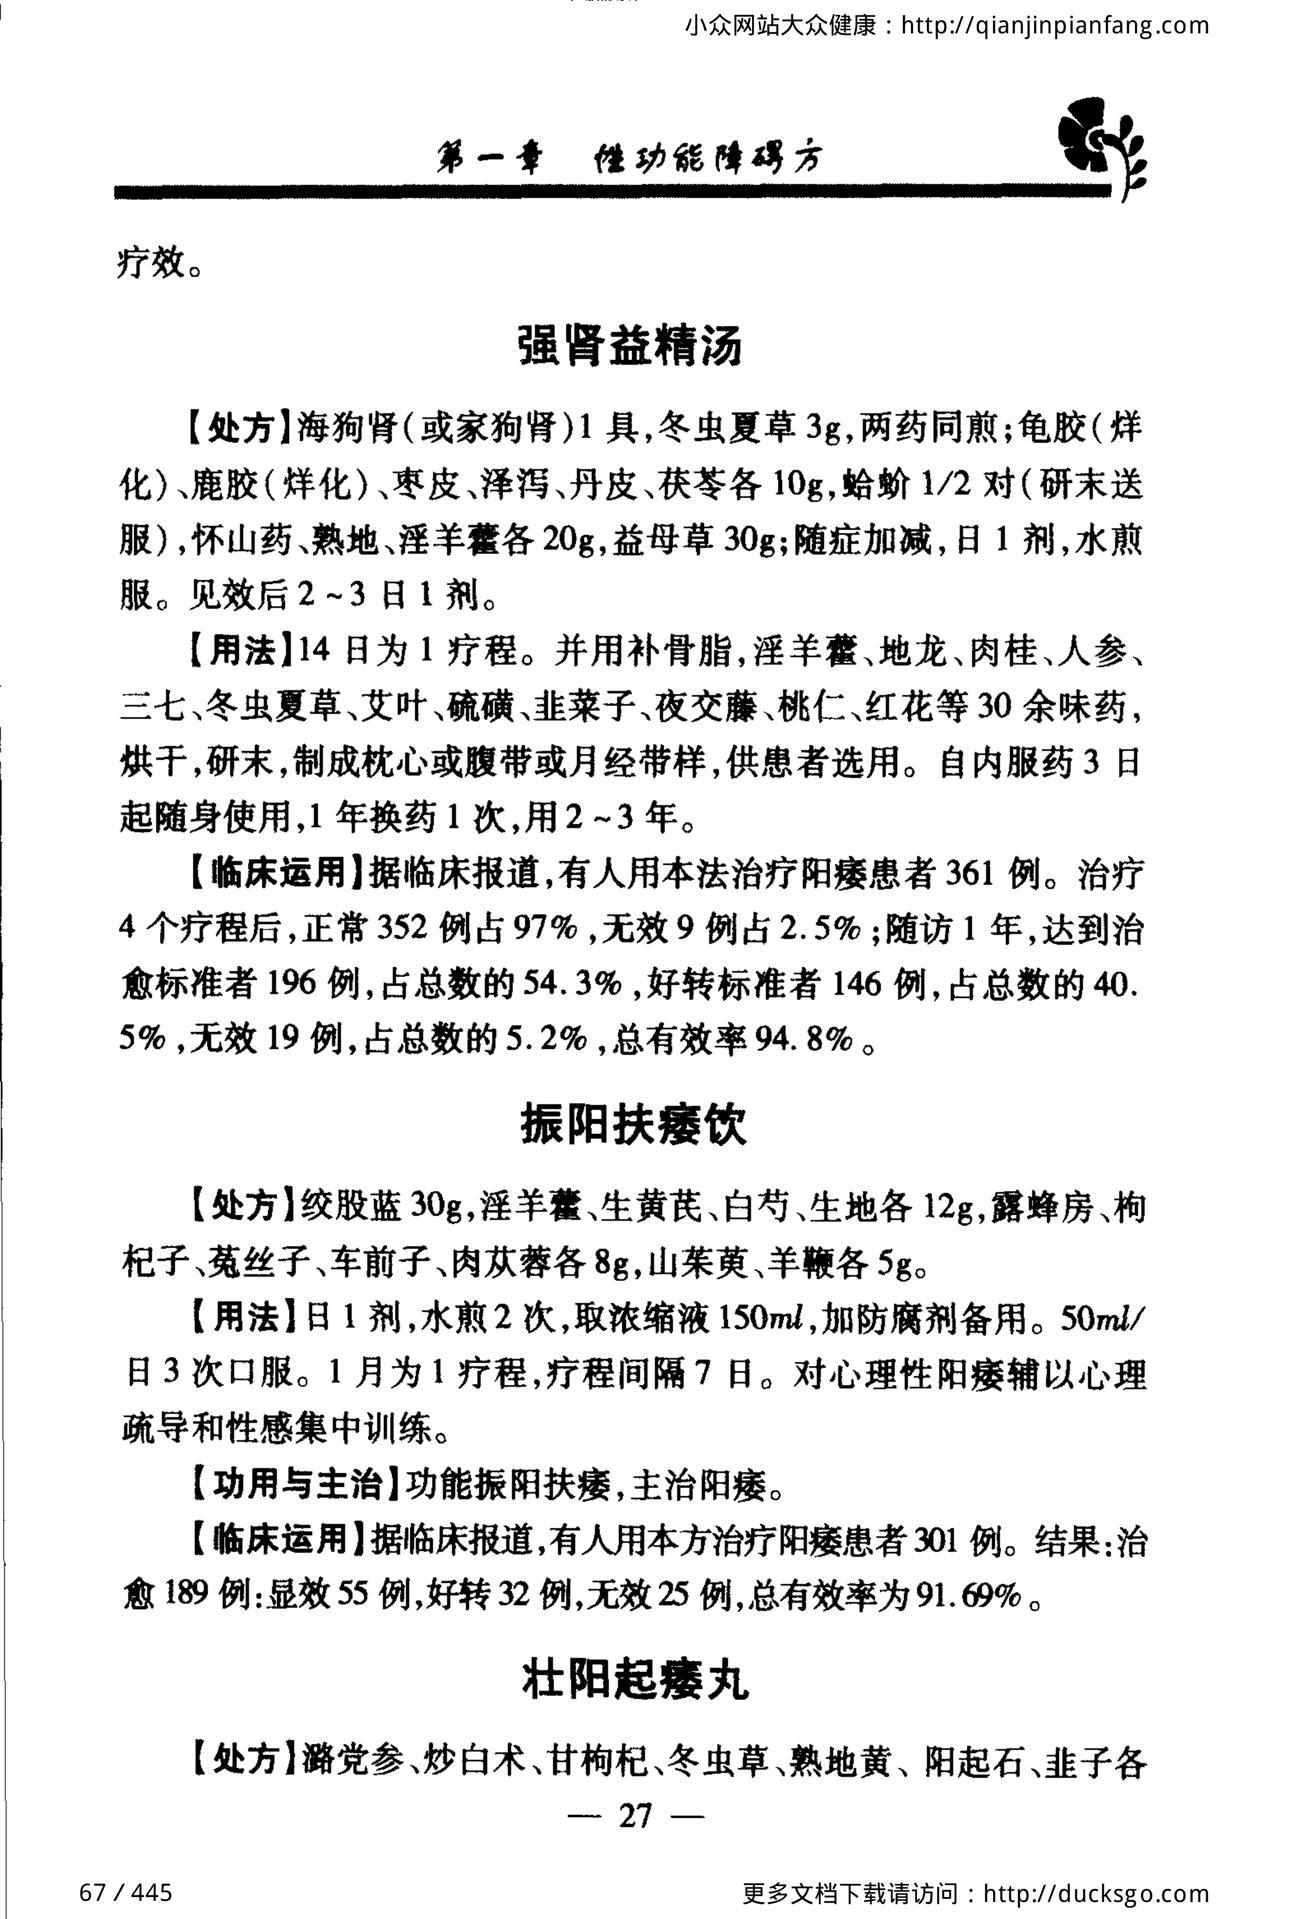 小众网站大众健康：http://qianjinpianfang.com
第一章 性功能障碍方
疗效。
强肾益精汤
【处方】海狗肾(或家狗肾)1 具,冬虫夏草 3g,两药同煎;龟胶(烊
化)、鹿胶(烊化)、枣皮、泽泻、丹皮、茯苓各 10g,蛤蚧 1/2 对(研末送
服),怀山药、熟地、淫羊藿各 20g,益母草 30g;随症加减,日 1 剂,水煎
服。见效后 2～3 日 1 剂。
【用法】14 日为 1 疗程。并用补骨脂,淫羊藿、地龙、肉桂、人参、
三七、冬虫夏草、艾叶、硫磺、韭菜子、夜交藤、桃仁、红花等 30 余味药,
烘干,研末,制成枕心或腹带或月经带样,供患者选用。自内服药 3 日
起随身使用,1 年换药 1 次,用 2～3 年。
【临床运用】据临床报道,有人用本法治疗阳痿患者 361 例。治疗
4 个疗程后,正常 352 例占 97%,无效 9 例占 2.5%;随访 1 年,达到治
愈标准者 196 例,占总数的 54.3%,好转标准者 146 例,占总数的 40.
5%,无效 19 例,占总数的 5.2%,总有效率 94.8%。
振阳扶痿饮
【处方】绞股蓝 30g,淫羊藿、生黄芪、白芍、生地各 12g,露蜂房、枸
杞子、菟丝子、车前子、肉苁蓉各 8g,山茱萸、羊鞭各 5g。
【用法】日 1 剂,水煎 2 次,取浓缩液 150ml,加防腐剂备用。50ml/
日 3 次口服。1 月为 1 疗程,疗程间隔 7 日。对心理性阳痿辅以心理
疏导和性感集中训练。
【功用与主治】功能振阳扶痿,主治阳痿。
【临床运用】据临床报道,有人用本方治疗阳痿患者 301 例。结果:治
愈 189 例:显效 55 例,好转 32 例,无效 25 例,总有效率为 91.69%。
壮阳起痿丸
【处方】潞党参、炒白术、甘枸杞、冬虫草、熟地黄、阳起石、韭子各
— 27 —
67 / 445
更多文档下载请访问：http://ducksgo.com